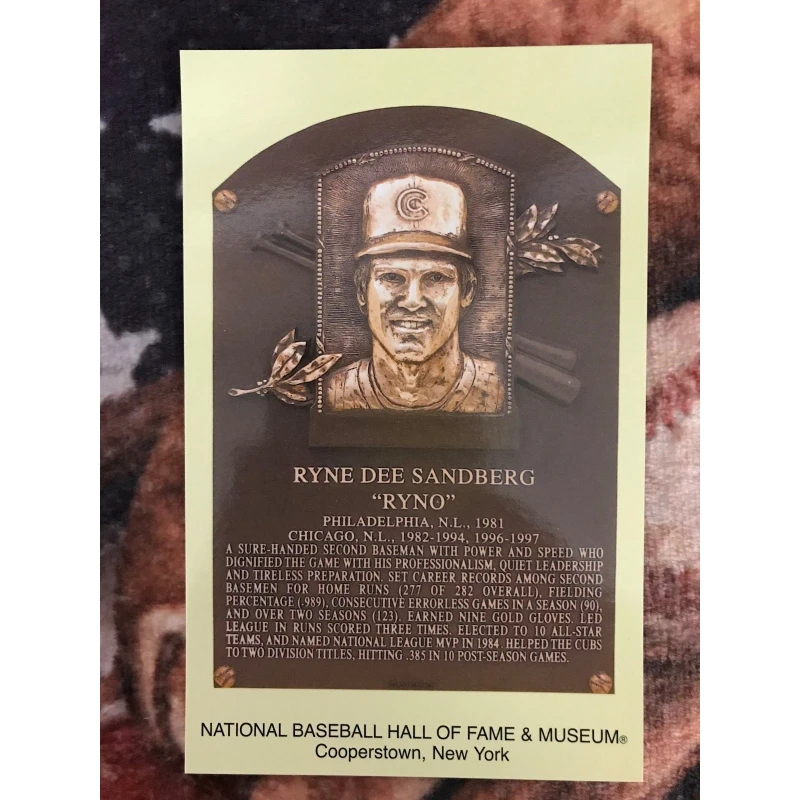 RYNE DEE SANDBERG
“RYNO”
PHILADELPHIA, N.L., 1981
CHICAGO, N.L., 1982-1994, 1996-1997
A SURE-HANDED SECOND BASEMAN WITH POWER AND SPEED WHO
DIGNIFIED THE GAME WITH HIS PROFESSIONALISM, QUIET LEADERSHIP
AND TIRELESS PREPARATION. SET CAREER RECORDS AMONG SECOND
BASEMEN FOR HOME RUNS (277 OF 282 OVERALL), FIELDING
PERCENTAGE (.989), CONSECUTIVE ERRORLESS GAMES IN A SEASON (90),
AND OVER TWO SEASONS (123). EARNED NINE GOLD GLOVES. LED
LEAGUE IN RUNS SCORED THREE TIMES. ELECTED TO 10 ALL-STAR
TEAMS, AND NAMED NATIONAL LEAGUE MVP IN 1984. HELPED THE CUBS
TO TWO DIVISION TITLES, HITTING .385 IN 10 POST-SEASON GAMES.
NATIONAL BASEBALL HALL OF FAME & MUSEUM®
Cooperstown, New York